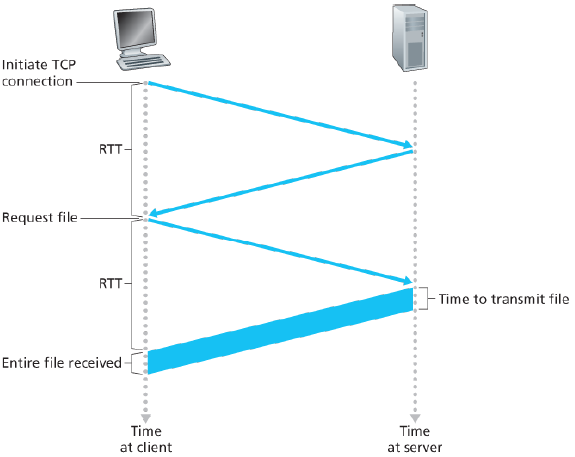 Initiate TCP
connection
RTT
Request file
RTT
Time to transmit file
Entire file received
Time
at client
Time
at server